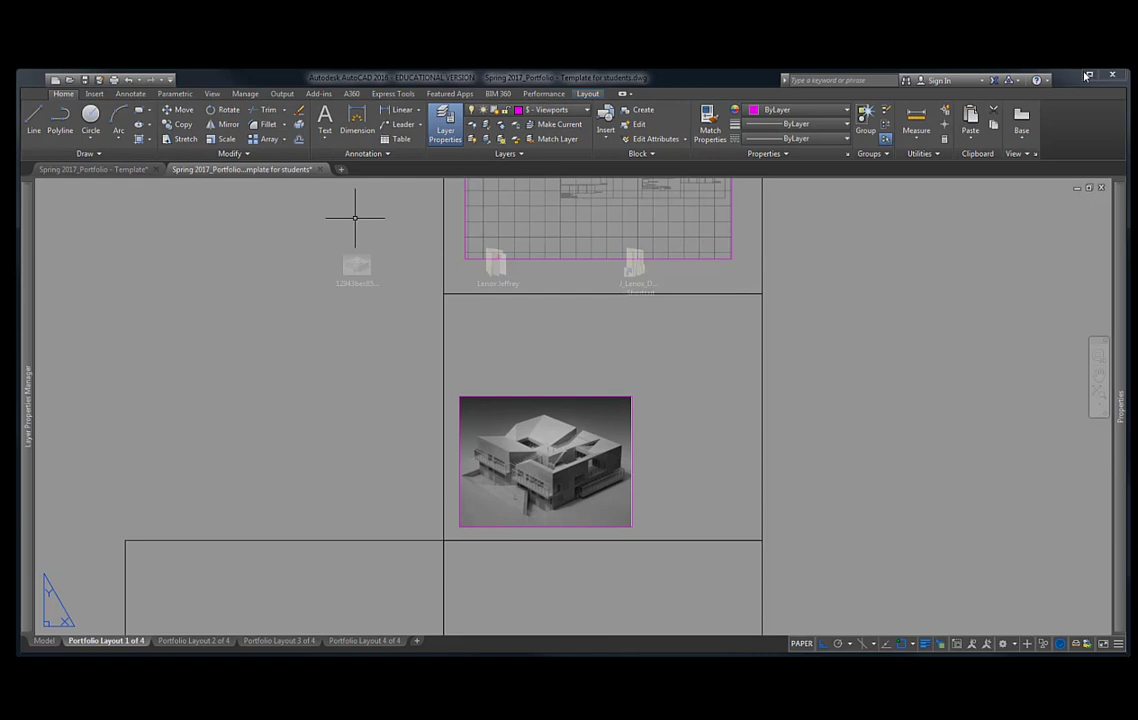 Autodesk AutoCAD 2016 - EDUCATIONAL VERSION    Spring 2017_Portfolio - Template for students.dwg
Type a keyword or phrase
Sign In
Home Insert Annotate Parametric View Manage Output Add-ins A360 Express Tools Featured Apps BIM 360 Performance Layout
Line Polyline Circle Arc
Move Rotate Trim
Copy Mirror Fillet
Stretch Scale Array
Text Dimension
Linear
Leader
Table
Layer Properties
$ - Viewports
Make Current
Match Layer
Insert
Create
Edit
Edit Attributes
Match Properties
ByLayer
ByLayer
ByLayer
Group
Measure
Paste
Base
Draw Modify Annotation Layers Block Properties Groups Utilities Clipboard View
Spring 2017_Portfolio - Template*
Spring 2017_Portfolio...mplate for students*
Lenox Jeffrey
Layer Properties Manager
Properties
Y
X
Model Portfolio Layout 1 of 4 Portfolio Layout 2 of 4 Portfolio Layout 3 of 4 Portfolio Layout 4 of 4 +
PAPER